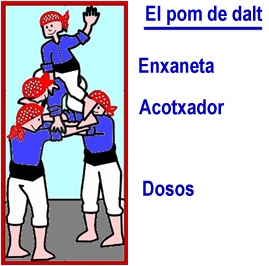 El pom de dalt
Enxaneta
Acotxador
Dosos